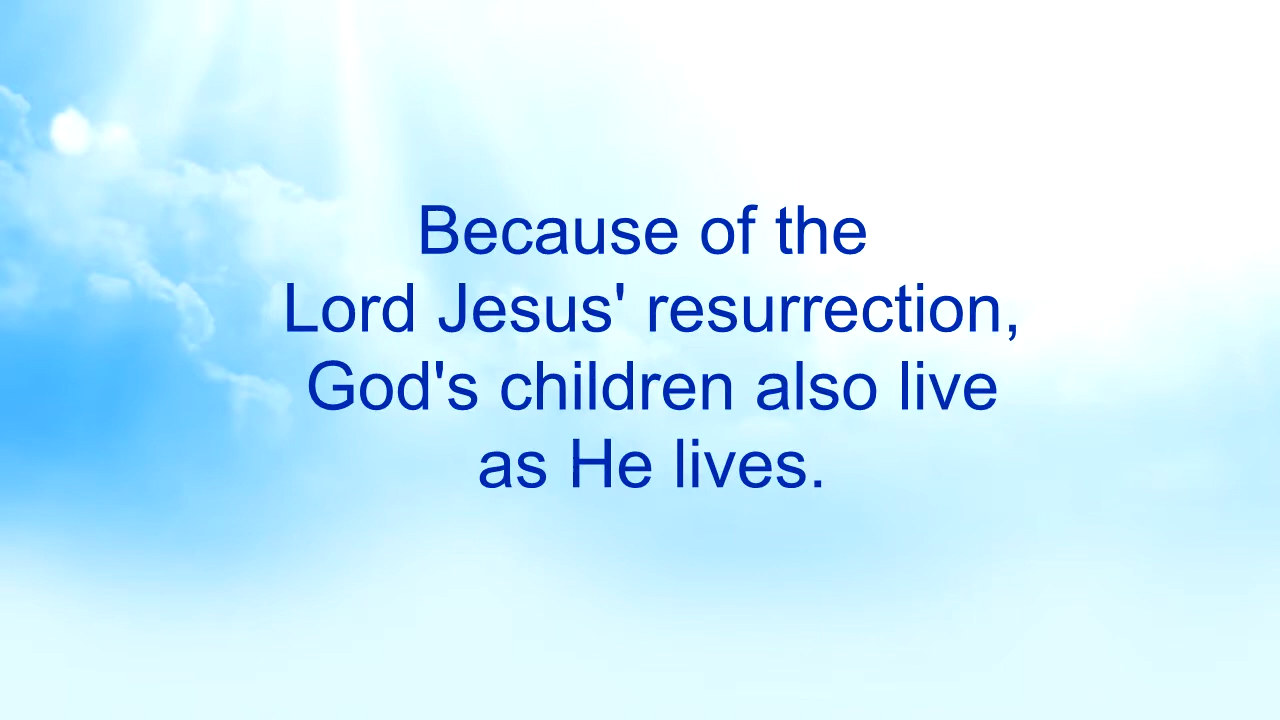 Because of the
Lord Jesus' resurrection,
God's children also live
as He lives.